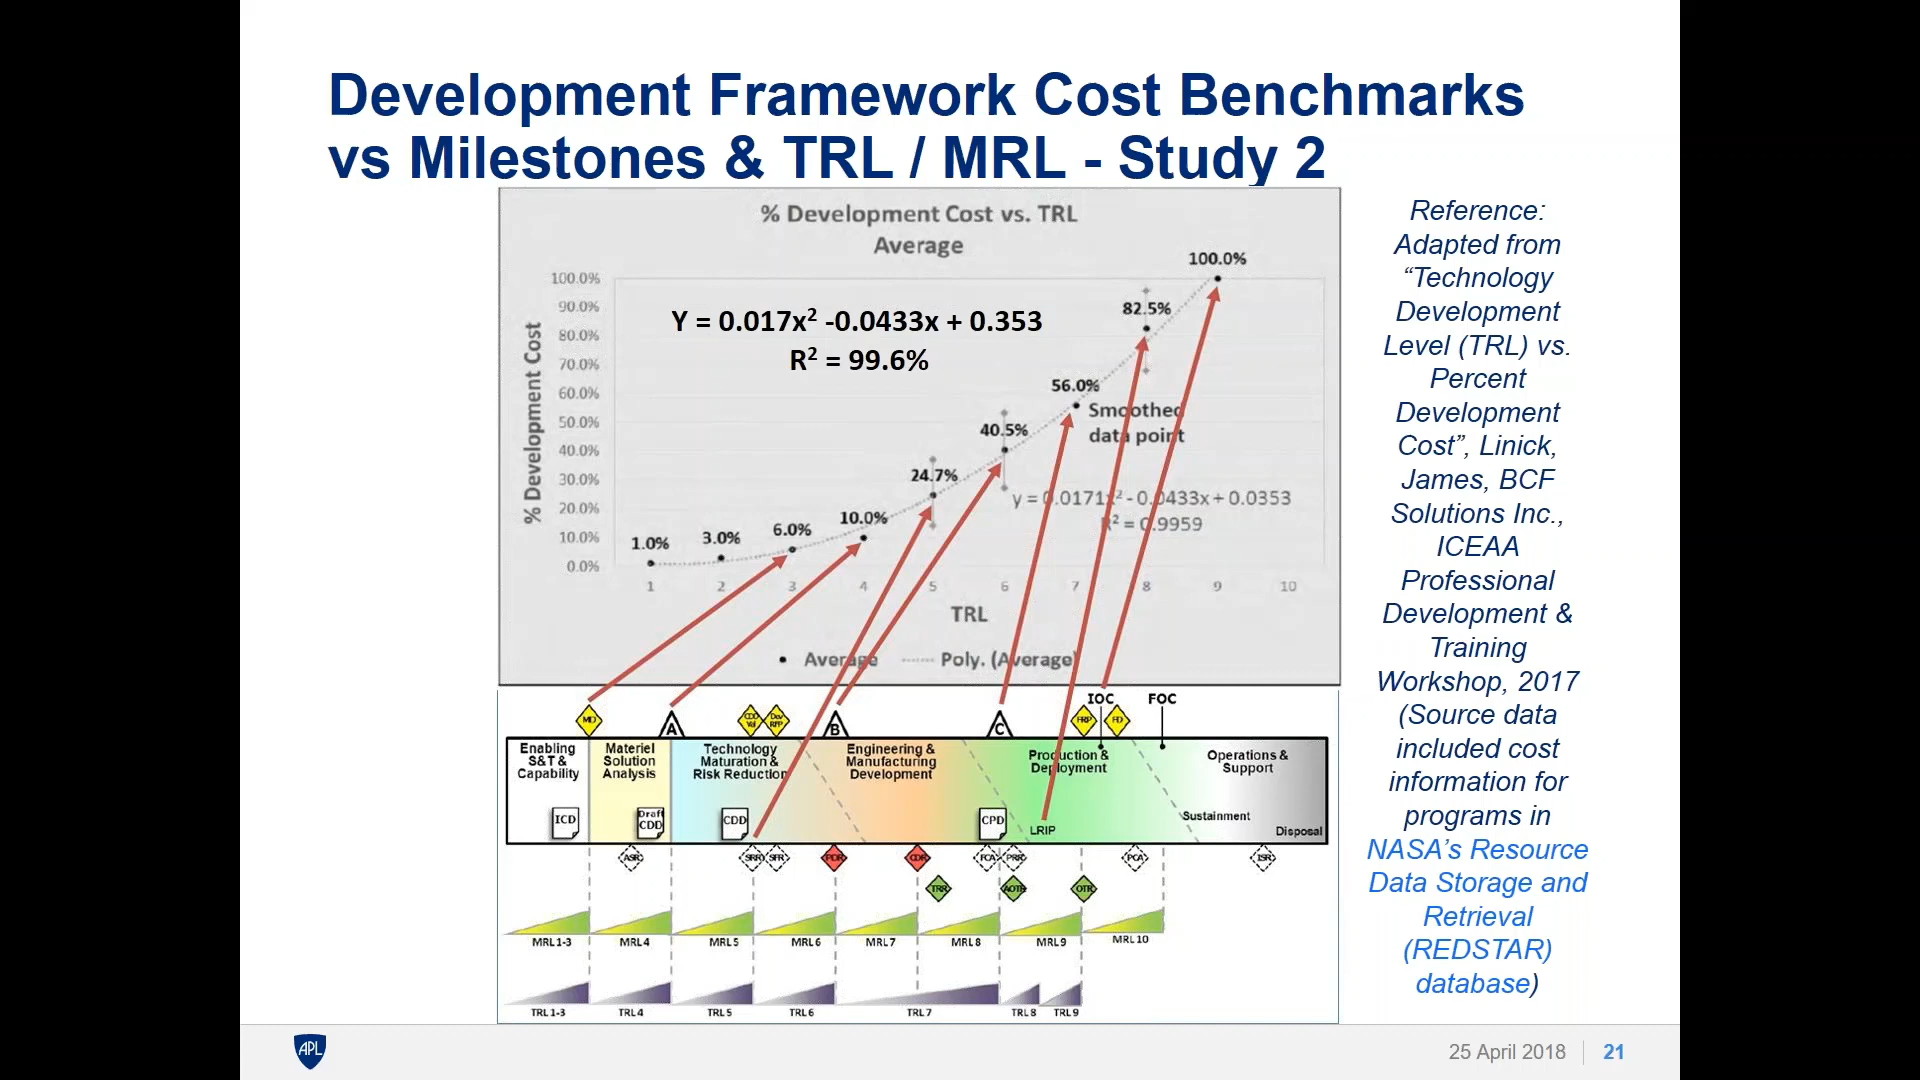 Development Framework Cost Benchmarks
vs Milestones & TRL / MRL - Study 2
% Development Cost vs. TRL
Average
100.0%
90.0%
80.0%
70.0%
60.0%
50.0%
40.0%
30.0%
20.0%
10.0%
0.0%
% Development Cost
Y = 0.017x² -0.0433x + 0.353
R² = 99.6%
1.0%
3.0%
6.0%
10.0%
24.7%
40.5%
56.0%
82.5%
100.0%
Smoothed
data point
y = 0.0171x² - 0.0433x + 0.0353
R² = 0.9959
1 2 3 4 5 6 7 8 9 10
TRL
Average Poly. (Average)
Reference:
Adapted from
“Technology
Development
Level (TRL) vs.
Percent
Development
Cost”, Linick,
James, BCF
Solutions Inc.,
ICEAA
Professional
Development &
Training
Workshop, 2017
(Source data
included cost
information for
programs in
NASA’s Resource
Data Storage and
Retrieval
(REDSTAR)
database)
IOC FOC
A B C
Enabling
S&T &
Capability
Materiel
Solution
Analysis
Technology
Maturation &
Risk Reduction
Engineering &
Manufacturing
Development
Production &
Deployment
Operations &
Support
ICD
Draft
CDD
CDD
CPD
LRIP
Sustainment
Disposal
ASR SRR SFR PDR CDR FCA PRR PCA ISR
TRR AOTR OTR
MRL 1-3 MRL 4 MRL 5 MRL 6 MRL 7 MRL 8 MRL 9 MRL 10
TRL 1-3 TRL 4 TRL 5 TRL 6 TRL 7 TRL 8 TRL 9
APL
25 April 2018 21